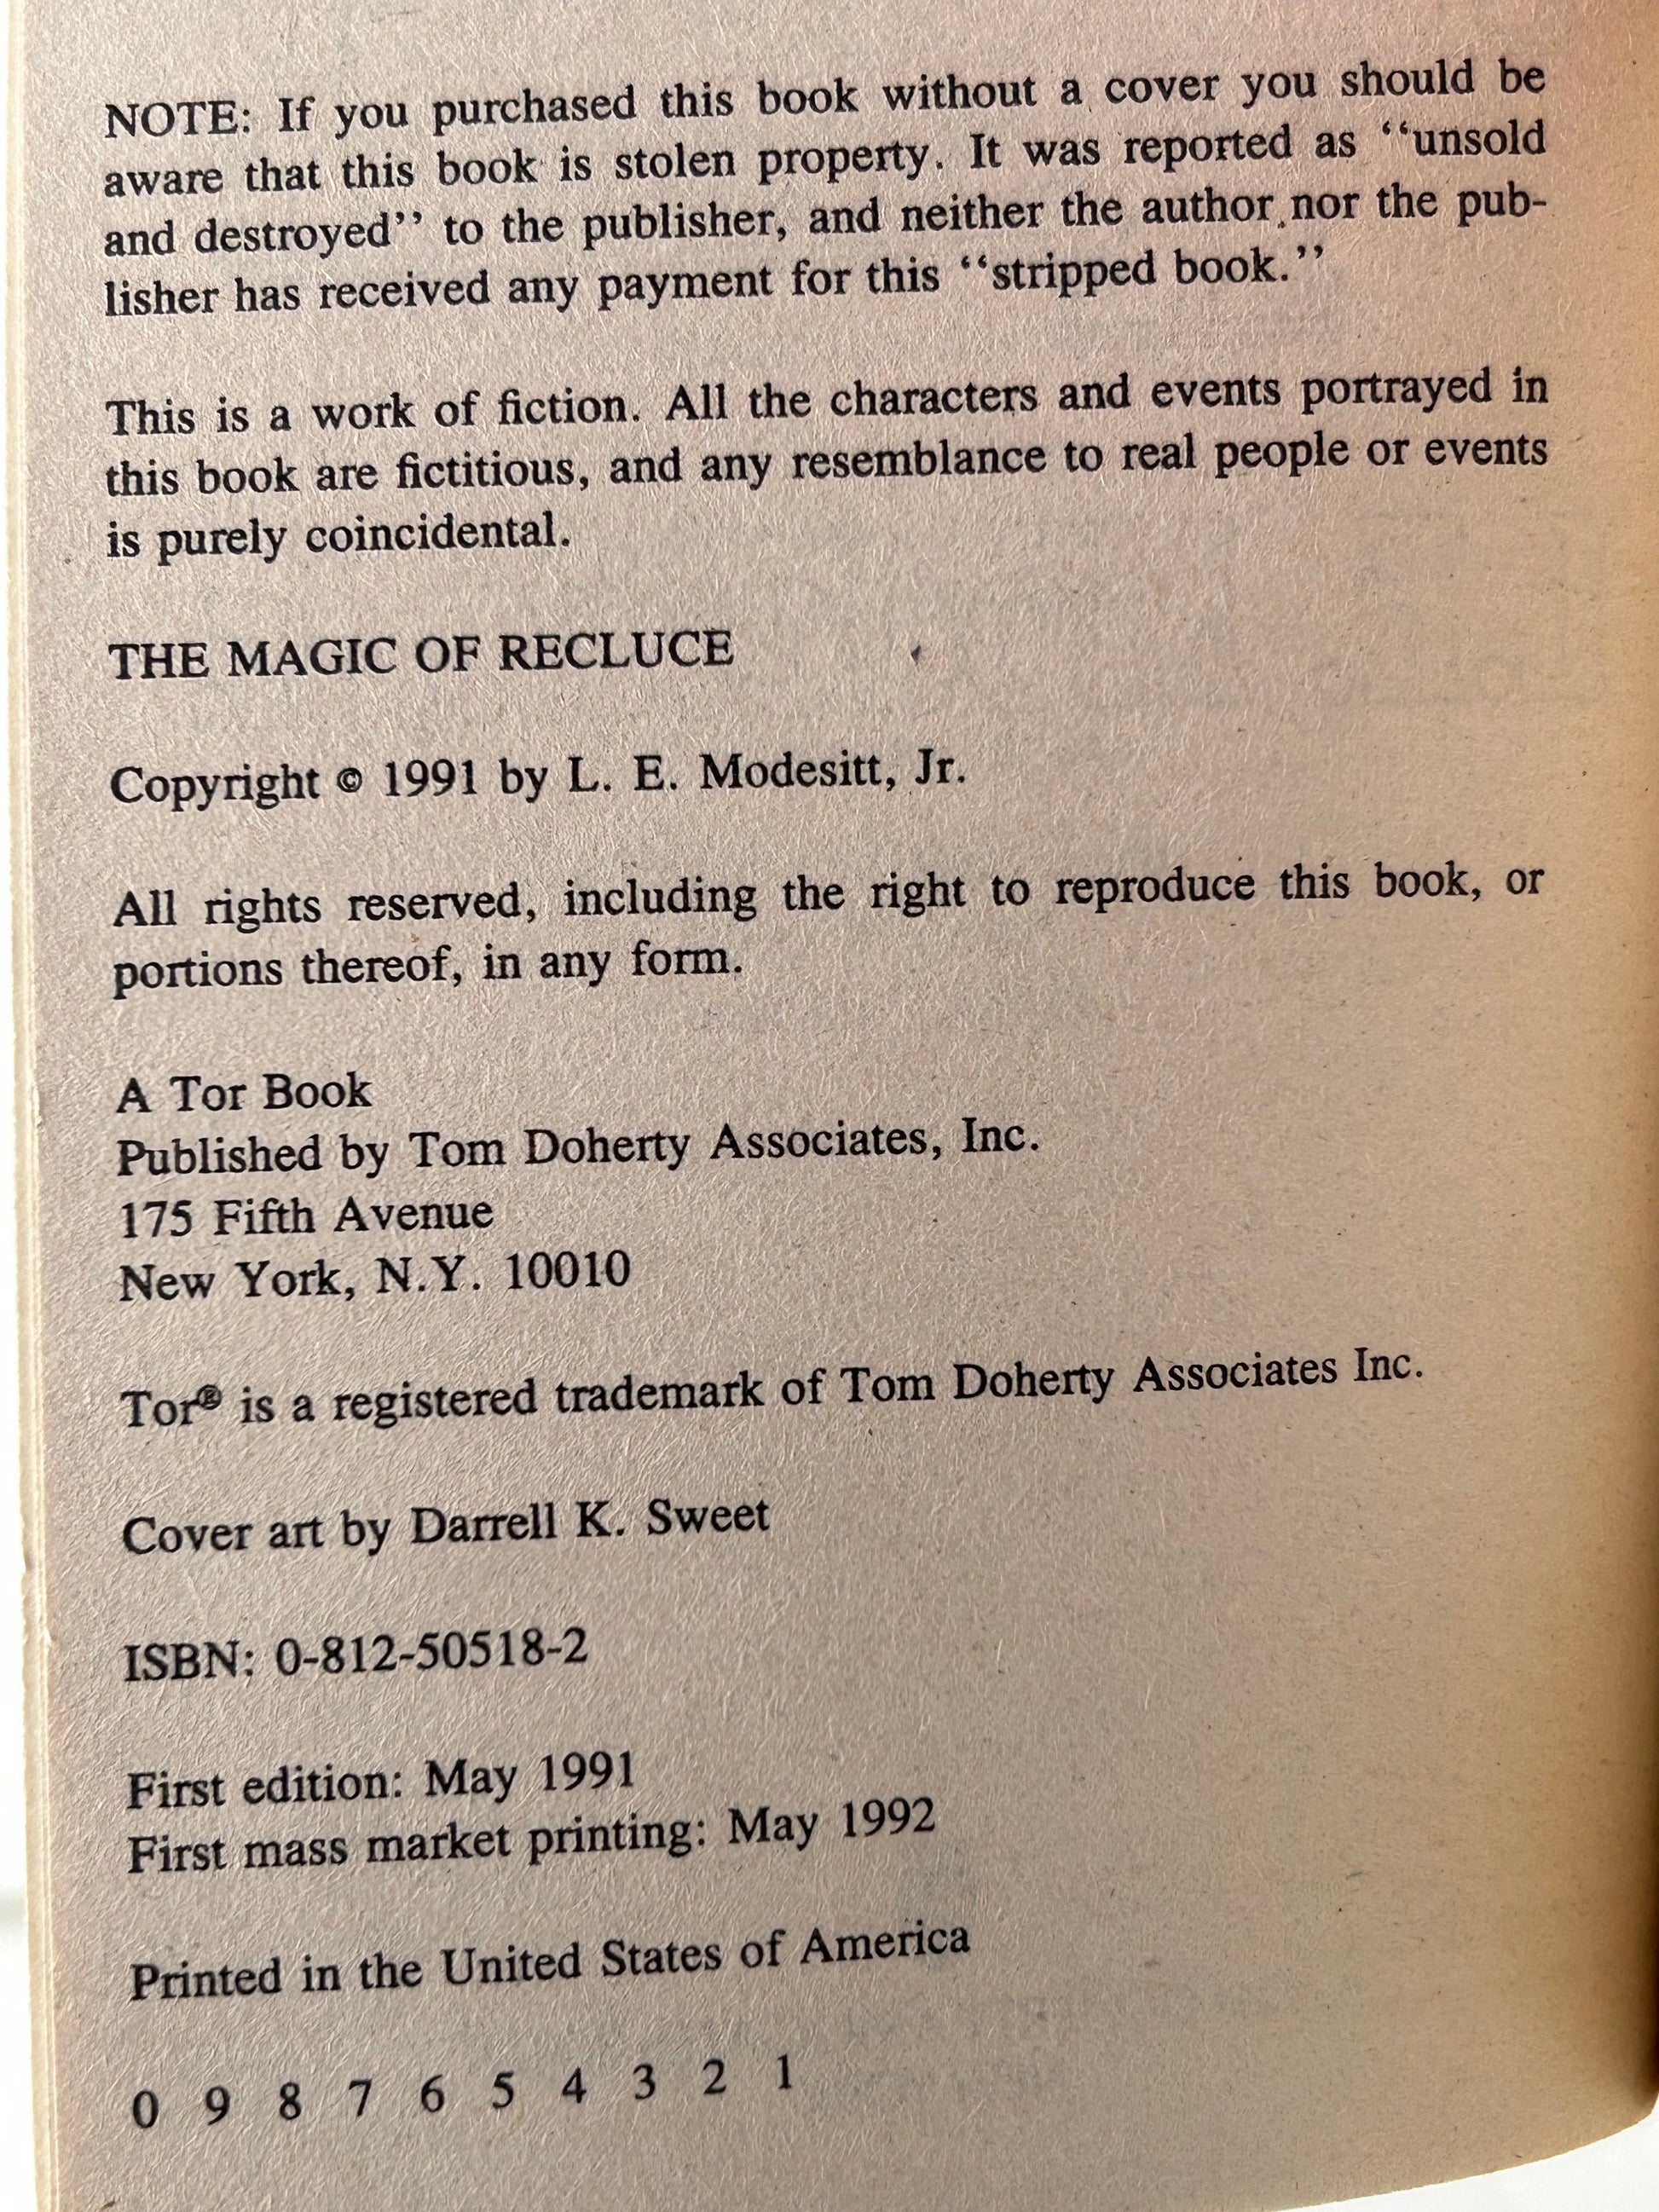 NOTE: If you purchased this book without a cover you should be
aware that this book is stolen property. It was reported as ‘‘unsold
and destroyed’’ to the publisher, and neither the author nor the pub-
lisher has received any payment for this ‘‘stripped book.’’
This is a work of fiction. All the characters and events portrayed in
this book are fictitious, and any resemblance to real people or events
is purely coincidental.
THE MAGIC OF RECLUCE
Copyright © 1991 by L. E. Modesitt, Jr.
All rights reserved, including the right to reproduce this book, or
portions thereof, in any form.
A Tor Book
Published by Tom Doherty Associates, Inc.
175 Fifth Avenue
New York, N.Y. 10010
Tor® is a registered trademark of Tom Doherty Associates Inc.
Cover art by Darrell K. Sweet
ISBN: 0-812-50518-2
First edition: May 1991
First mass market printing: May 1992
Printed in the United States of America
0 9 8 7 6 5 4 3 2 1